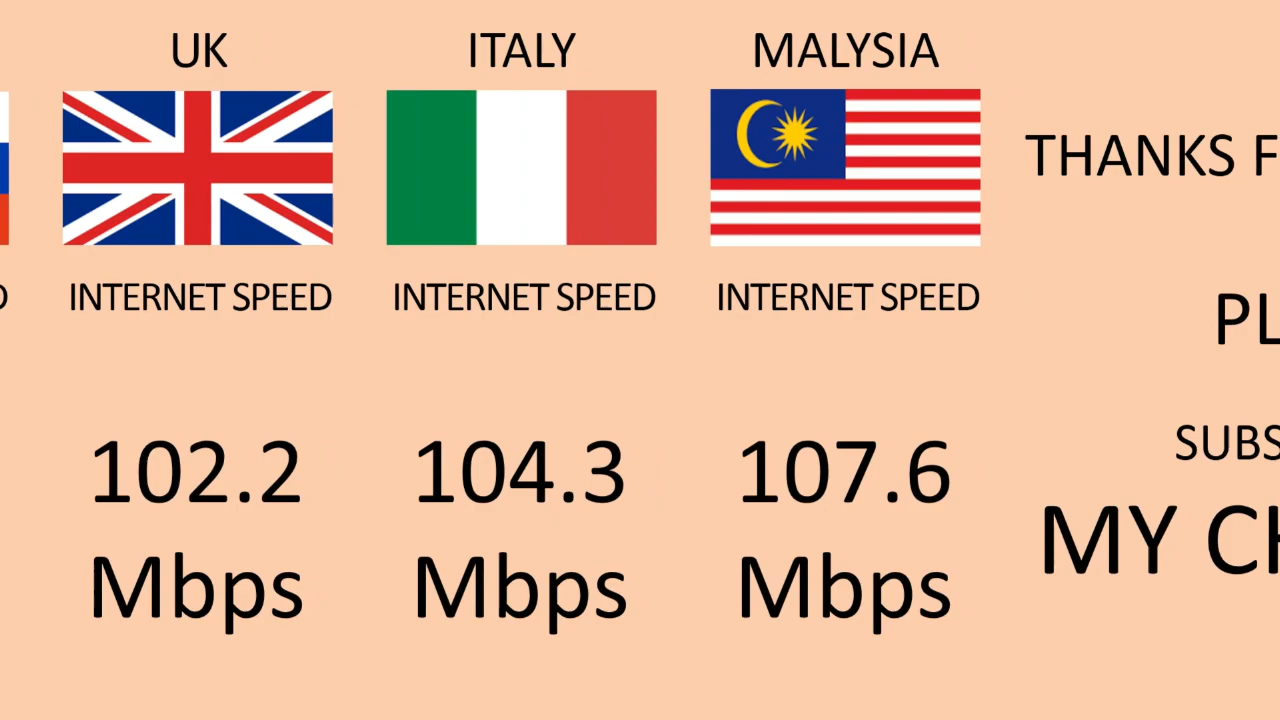 UK
INTERNET SPEED
102.2
Mbps
ITALY
INTERNET SPEED
104.3
Mbps
MALYSIA
INTERNET SPEED
107.6
Mbps
THANKS F
PL
SUBS
MY CH